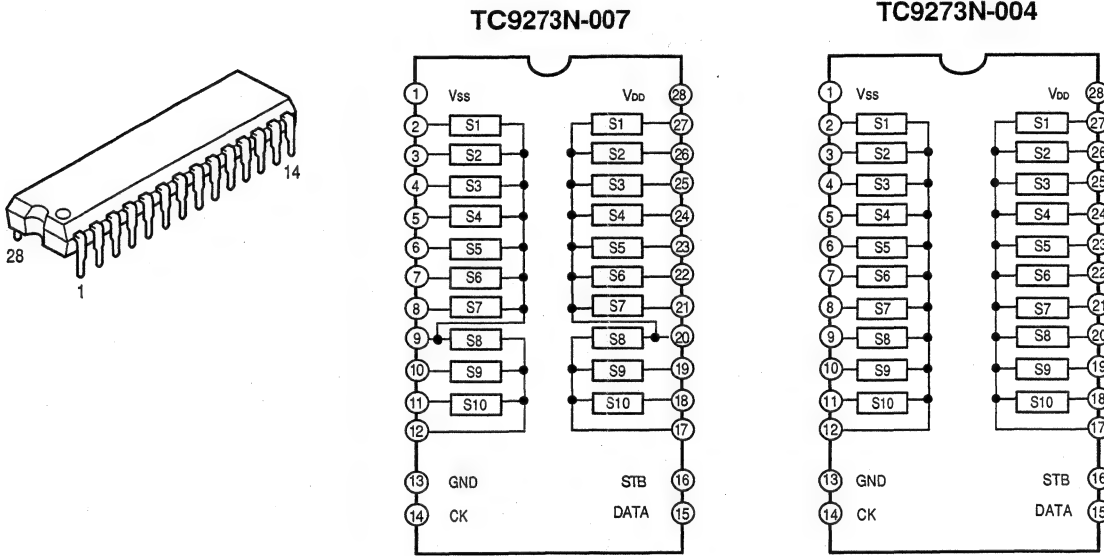 TC9273N-007
TC9273N-004
14
28
1
1 Vss VDD 28
2 S1 S1 27
3 S2 S2 26
4 S3 S3 25
5 S4 S4 24
6 S5 S5 23
7 S6 S6 22
8 S7 S7 21
9 S8 S8 20
10 S9 S9 19
11 S10 S10 18
12 17
13 GND STB 16
14 CK DATA 15
1 Vss VDD 28
2 S1 S1 27
3 S2 S2 26
4 S3 S3 25
5 S4 S4 24
6 S5 S5 23
7 S6 S6 22
8 S7 S7 21
9 S8 S8 20
10 S9 S9 19
11 S10 S10 18
12 17
13 GND STB 16
14 CK DATA 15